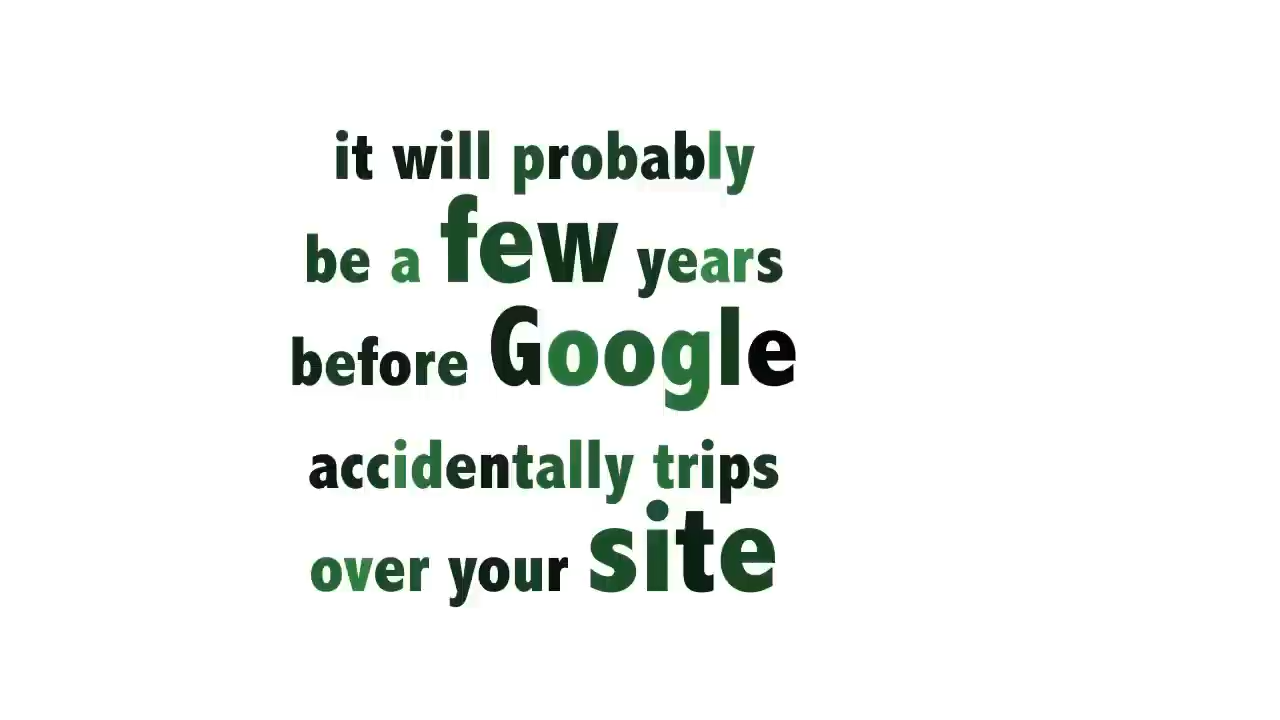 it will probably
be a few years
before Google
accidentally trips
over your site